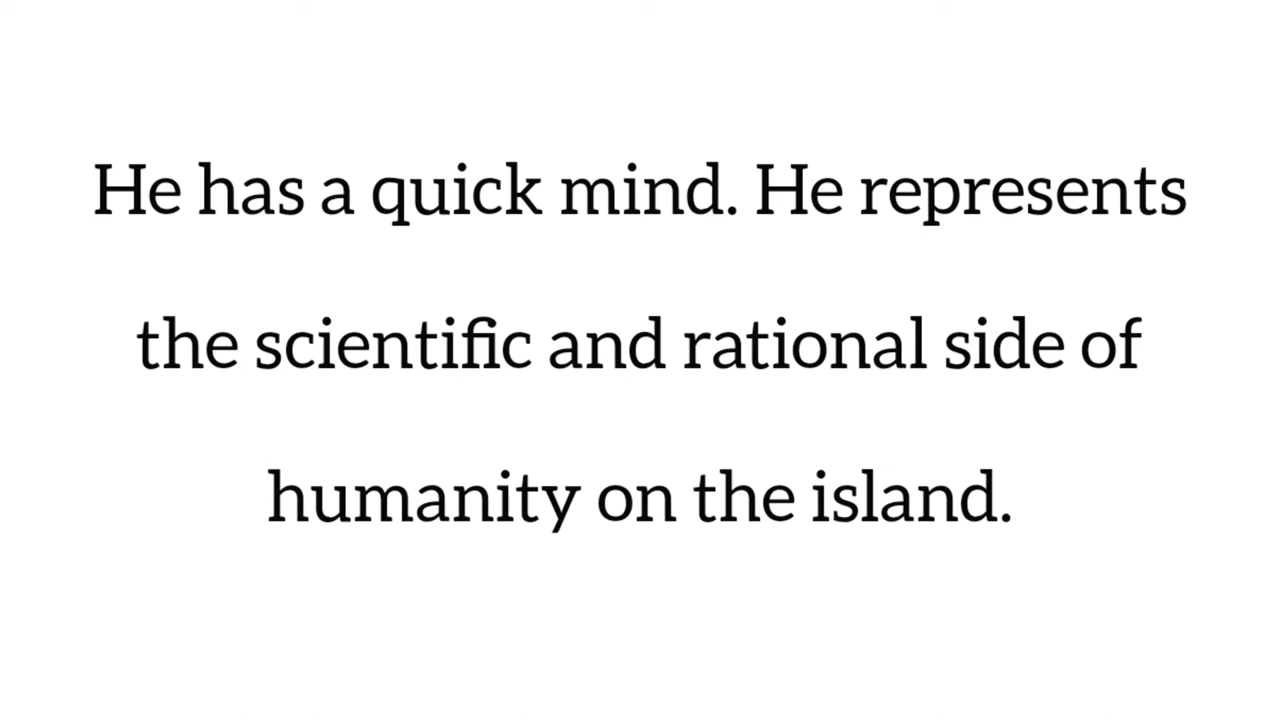 He has a quick mind. He represents
the scientific and rational side of
humanity on the island.